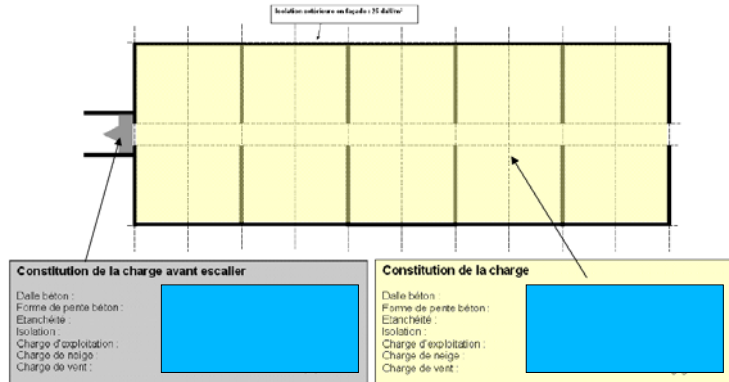 Isolation extérieure en façade : 25 daN/m²
Constitution de la charge avant escalier
Dalle béton :
Forme de pente béton :
Etanchéité :
Isolation :
Charge d'exploitation :
Charge de neige :
Charge de vent :
Constitution de la charge
Dalle béton :
Forme de pente béton :
Etanchéité :
Isolation :
Charge d'exploitation :
Charge de neige :
Charge de vent :